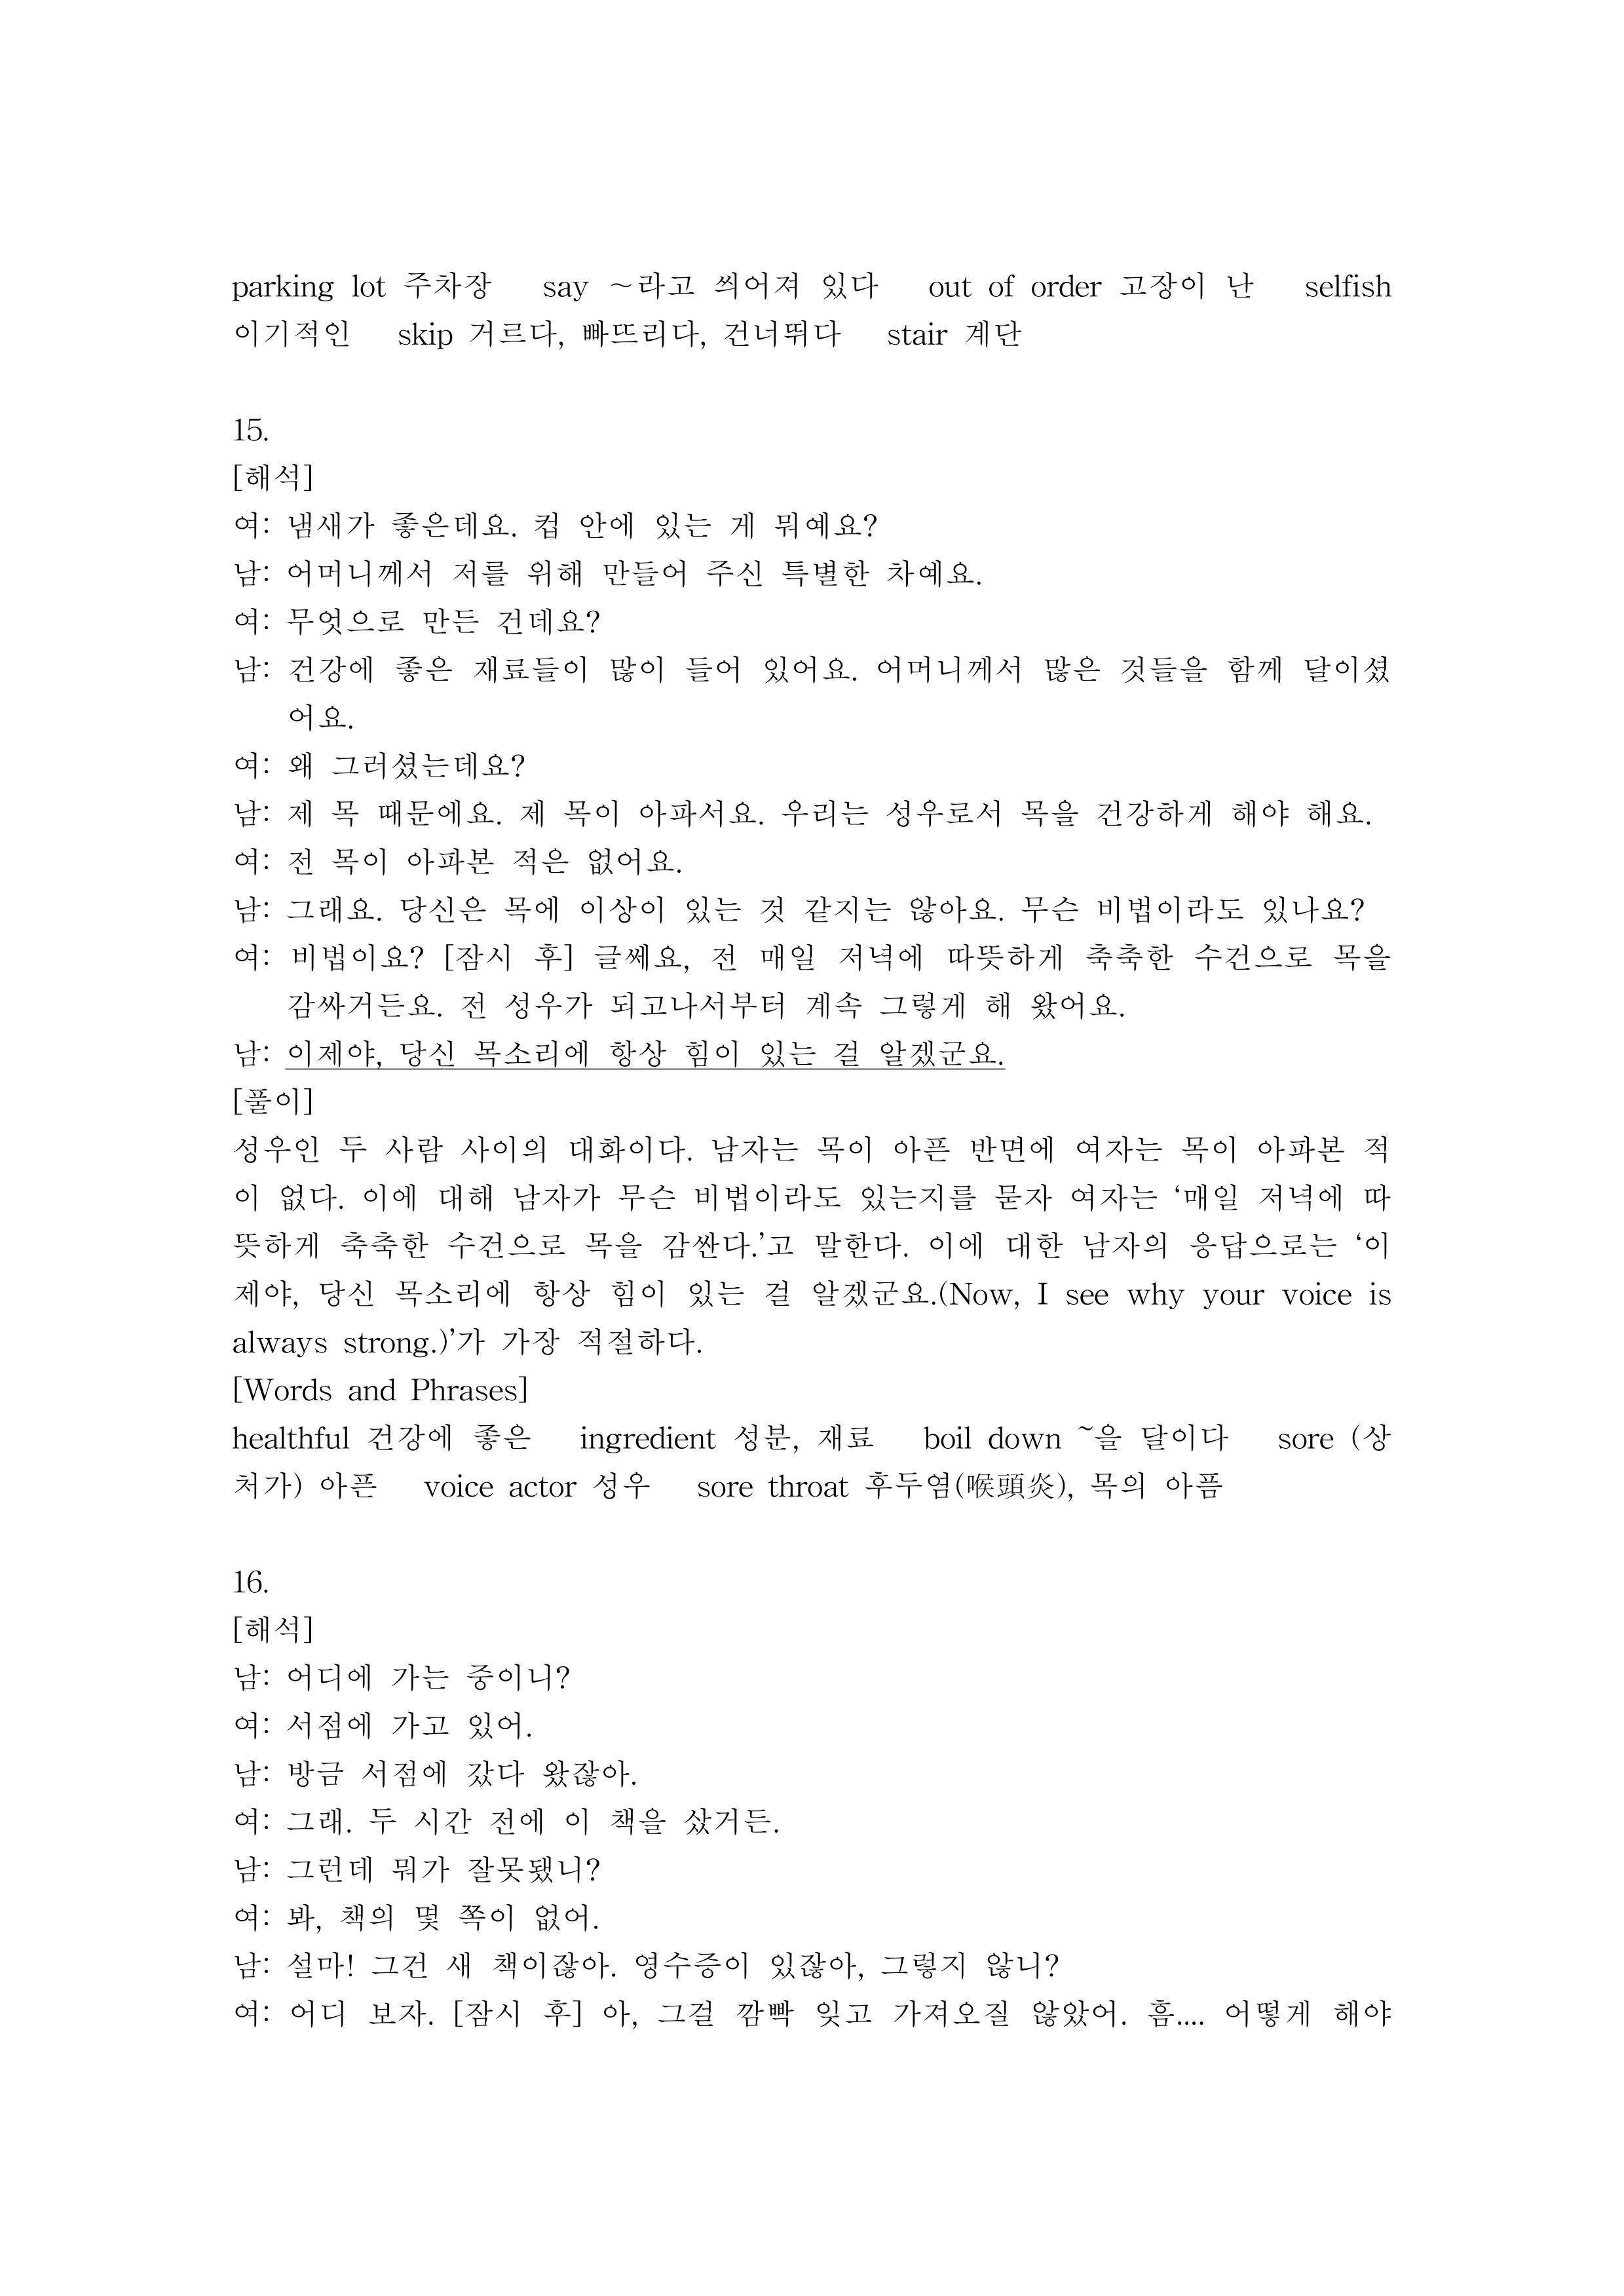 parking lot 주차장 say ～라고 씌어져 있다 out of order 고장이 난 selfish
이기적인 skip 거르다, 빠뜨리다, 건너뛰다 stair 계단
15.
[해석]
여: 냄새가 좋은데요. 컵 안에 있는 게 뭐예요?
남: 어머니께서 저를 위해 만들어 주신 특별한 차예요.
여: 무엇으로 만든 건데요?
남: 건강에 좋은 재료들이 많이 들어 있어요. 어머니께서 많은 것들을 함께 달이셨
어요.
여: 왜 그러셨는데요?
남: 제 목 때문에요. 제 목이 아파서요. 우리는 성우로서 목을 건강하게 해야 해요.
여: 전 목이 아파본 적은 없어요.
남: 그래요. 당신은 목에 이상이 있는 것 같지는 않아요. 무슨 비법이라도 있나요?
여: 비법이요? [잠시 후] 글쎄요, 전 매일 저녁에 따뜻하게 축축한 수건으로 목을
감싸거든요. 전 성우가 되고나서부터 계속 그렇게 해 왔어요.
남: 이제야, 당신 목소리에 항상 힘이 있는 걸 알겠군요.
[풀이]
성우인 두 사람 사이의 대화이다. 남자는 목이 아픈 반면에 여자는 목이 아파본 적
이 없다. 이에 대해 남자가 무슨 비법이라도 있는지를 묻자 여자는 ‘매일 저녁에 따
뜻하게 축축한 수건으로 목을 감싼다.’고 말한다. 이에 대한 남자의 응답으로는 ‘이
제야, 당신 목소리에 항상 힘이 있는 걸 알겠군요.(Now, I see why your voice is
always strong.)’가 가장 적절하다.
[Words and Phrases]
healthful 건강에 좋은 ingredient 성분, 재료 boil down ~을 달이다 sore (상
처가) 아픈 voice actor 성우 sore throat 후두염(喉頭炎), 목의 아픔
16.
[해석]
남: 어디에 가는 중이니?
여: 서점에 가고 있어.
남: 방금 서점에 갔다 왔잖아.
여: 그래. 두 시간 전에 이 책을 샀거든.
남: 그런데 뭐가 잘못됐니?
여: 봐, 책의 몇 쪽이 없어.
남: 설마! 그건 새 책이잖아. 영수증이 있잖아, 그렇지 않니?
여: 어디 보자. [잠시 후] 아, 그걸 깜빡 잊고 가져오질 않았어. 흠.... 어떻게 해야